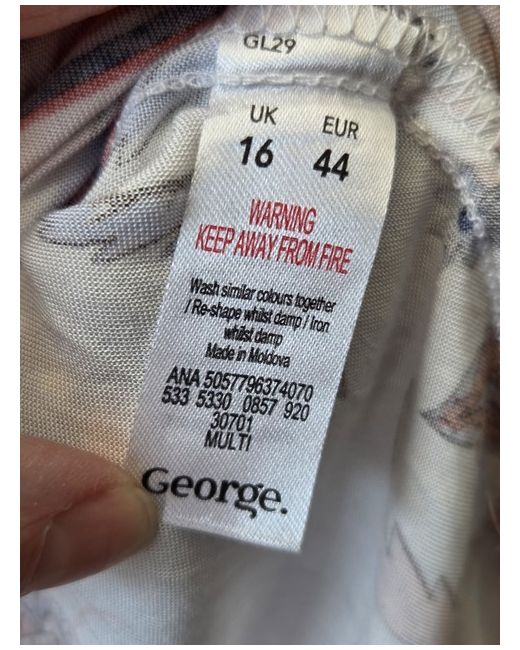 GL29
UK EUR
16 44
WARNING
KEEP AWAY FROM FIRE
Wash similar colours together
/ Re-shape whilst damp / Iron
whilst damp
Made in Moldova
ANA 5057796374070
533 5330 0857 920
30701
MULTI
George.